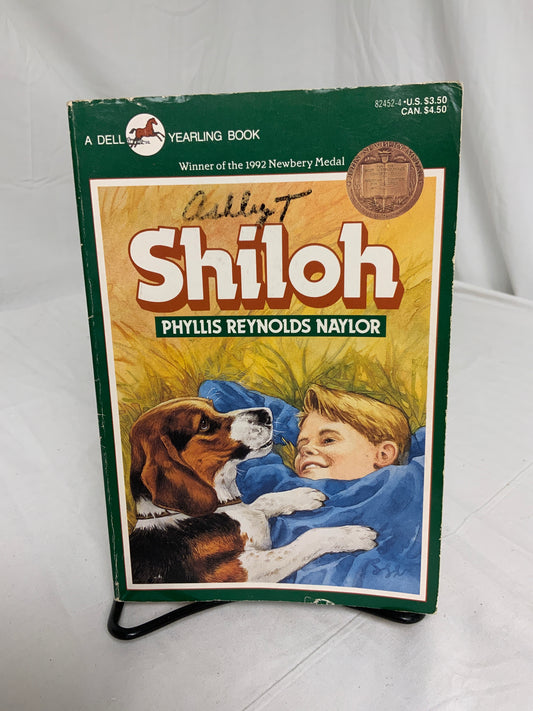 82452-4 • U.S. $3.50
CAN. $4.50
A DELL YEARLING BOOK
Winner of the 1992 Newbery Medal
Ashley T
Shiloh
PHYLLIS REYNOLDS NAYLOR